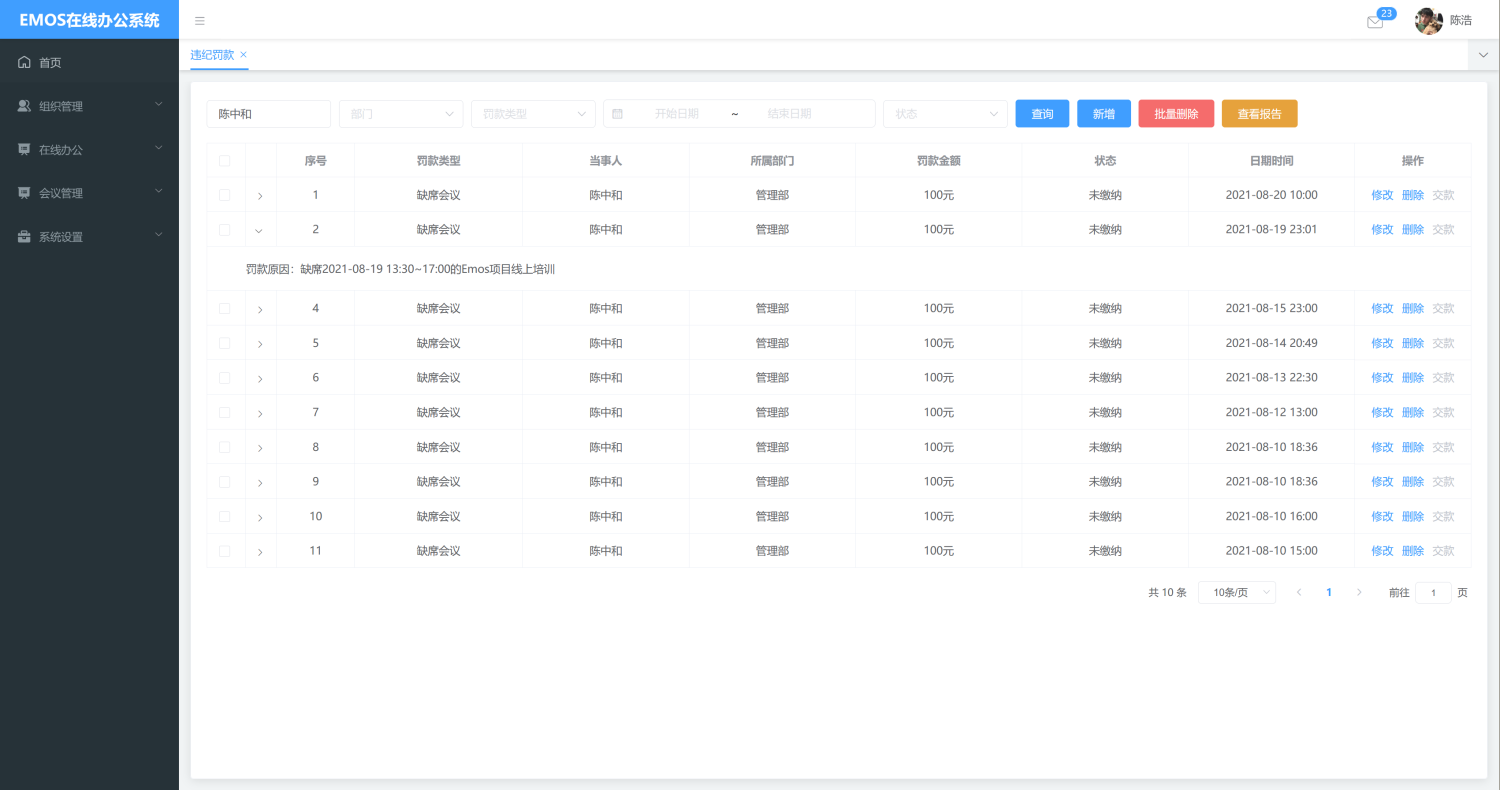 EMOS在线办公系统
23
陈浩
首页
组织管理
在线办公
会议管理
系统设置
违纪罚款
陈中和 部门 罚款类型 开始日期 ~ 结束日期 状态 查询 新增 批量删除 查看报告
序号 罚款类型 当事人 所属部门 罚款金额 状态 日期时间 操作
1 缺席会议 陈中和 管理部 100元 未缴纳 2021-08-20 10:00 修改 删除 交款
2 缺席会议 陈中和 管理部 100元 未缴纳 2021-08-19 23:01 修改 删除 交款
罚款原因：缺席2021-08-19 13:30~17:00的Emos项目线上培训
4 缺席会议 陈中和 管理部 100元 未缴纳 2021-08-15 23:00 修改 删除 交款
5 缺席会议 陈中和 管理部 100元 未缴纳 2021-08-14 20:49 修改 删除 交款
6 缺席会议 陈中和 管理部 100元 未缴纳 2021-08-13 22:30 修改 删除 交款
7 缺席会议 陈中和 管理部 100元 未缴纳 2021-08-12 13:00 修改 删除 交款
8 缺席会议 陈中和 管理部 100元 未缴纳 2021-08-10 18:36 修改 删除 交款
9 缺席会议 陈中和 管理部 100元 未缴纳 2021-08-10 18:36 修改 删除 交款
10 缺席会议 陈中和 管理部 100元 未缴纳 2021-08-10 16:00 修改 删除 交款
11 缺席会议 陈中和 管理部 100元 未缴纳 2021-08-10 15:00 修改 删除 交款
共 10 条 10条/页 1 前往 1 页